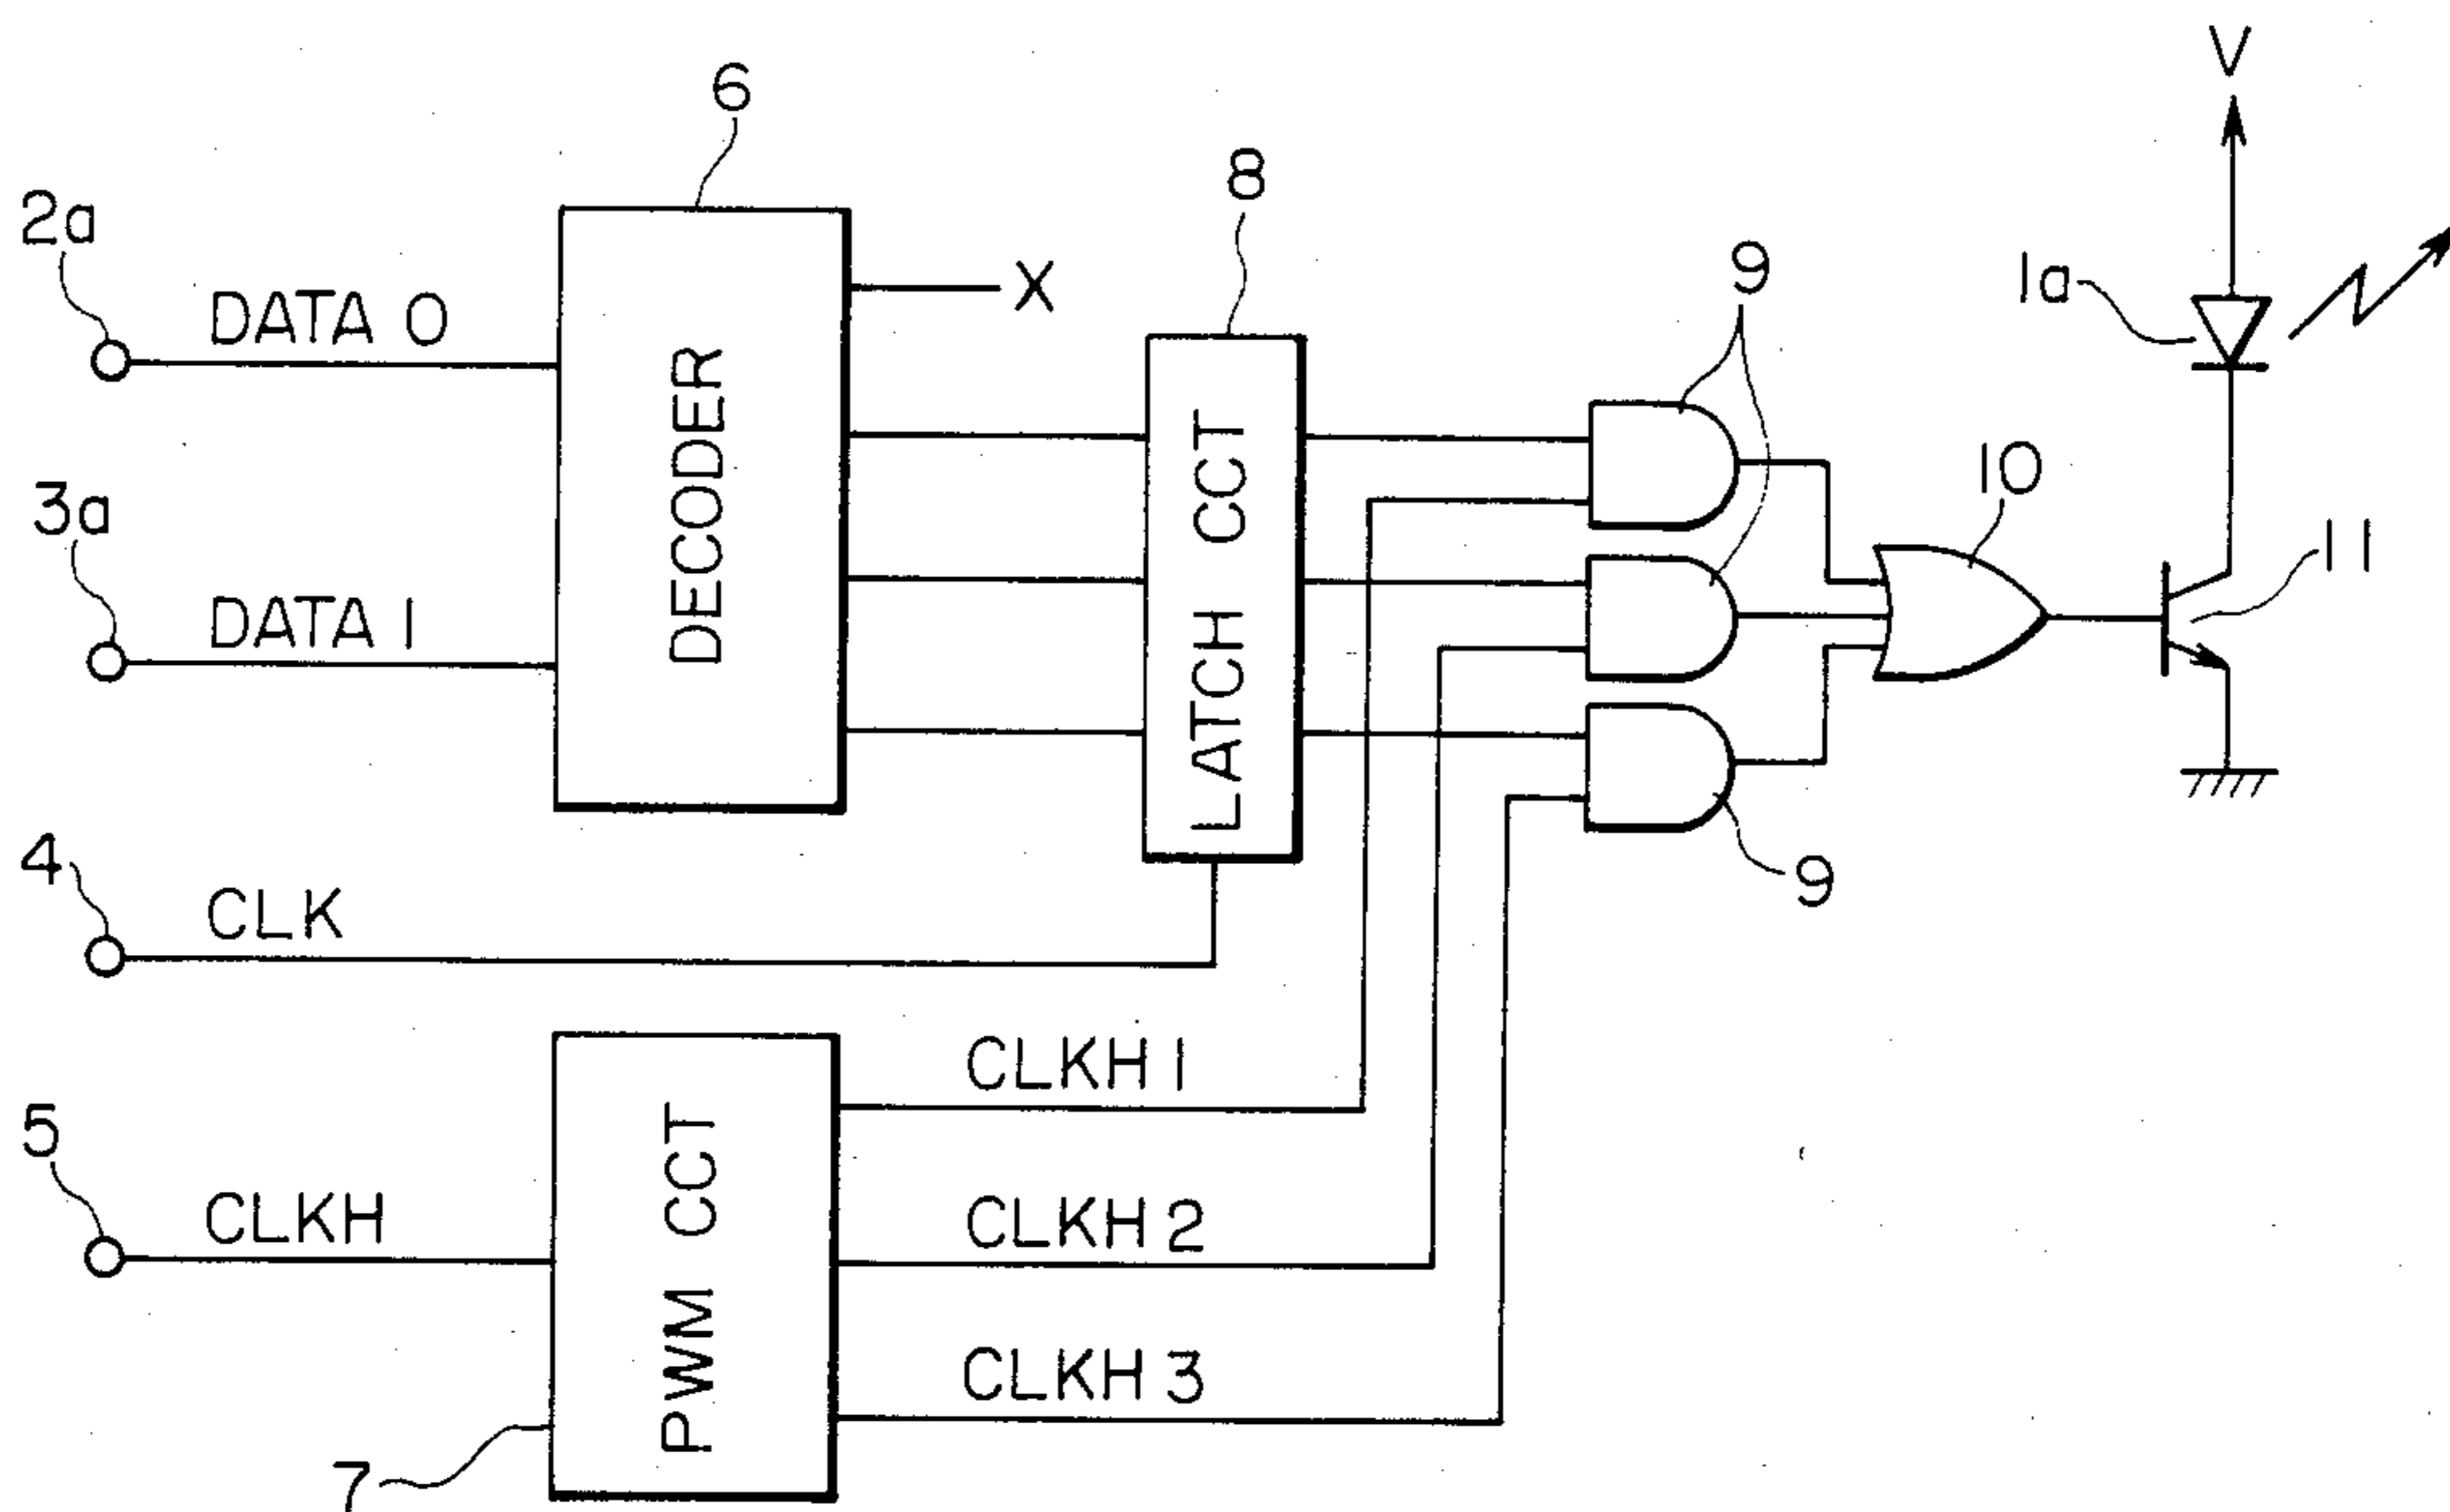 V
6
8
2a
9
1a
X
DATA 0
DECODER
LATCH CCT
10
3a
11
DATA 1
4
9
CLK
CLKH 1
5
PWM CCT
CLKH
CLKH 2
CLKH 3
7